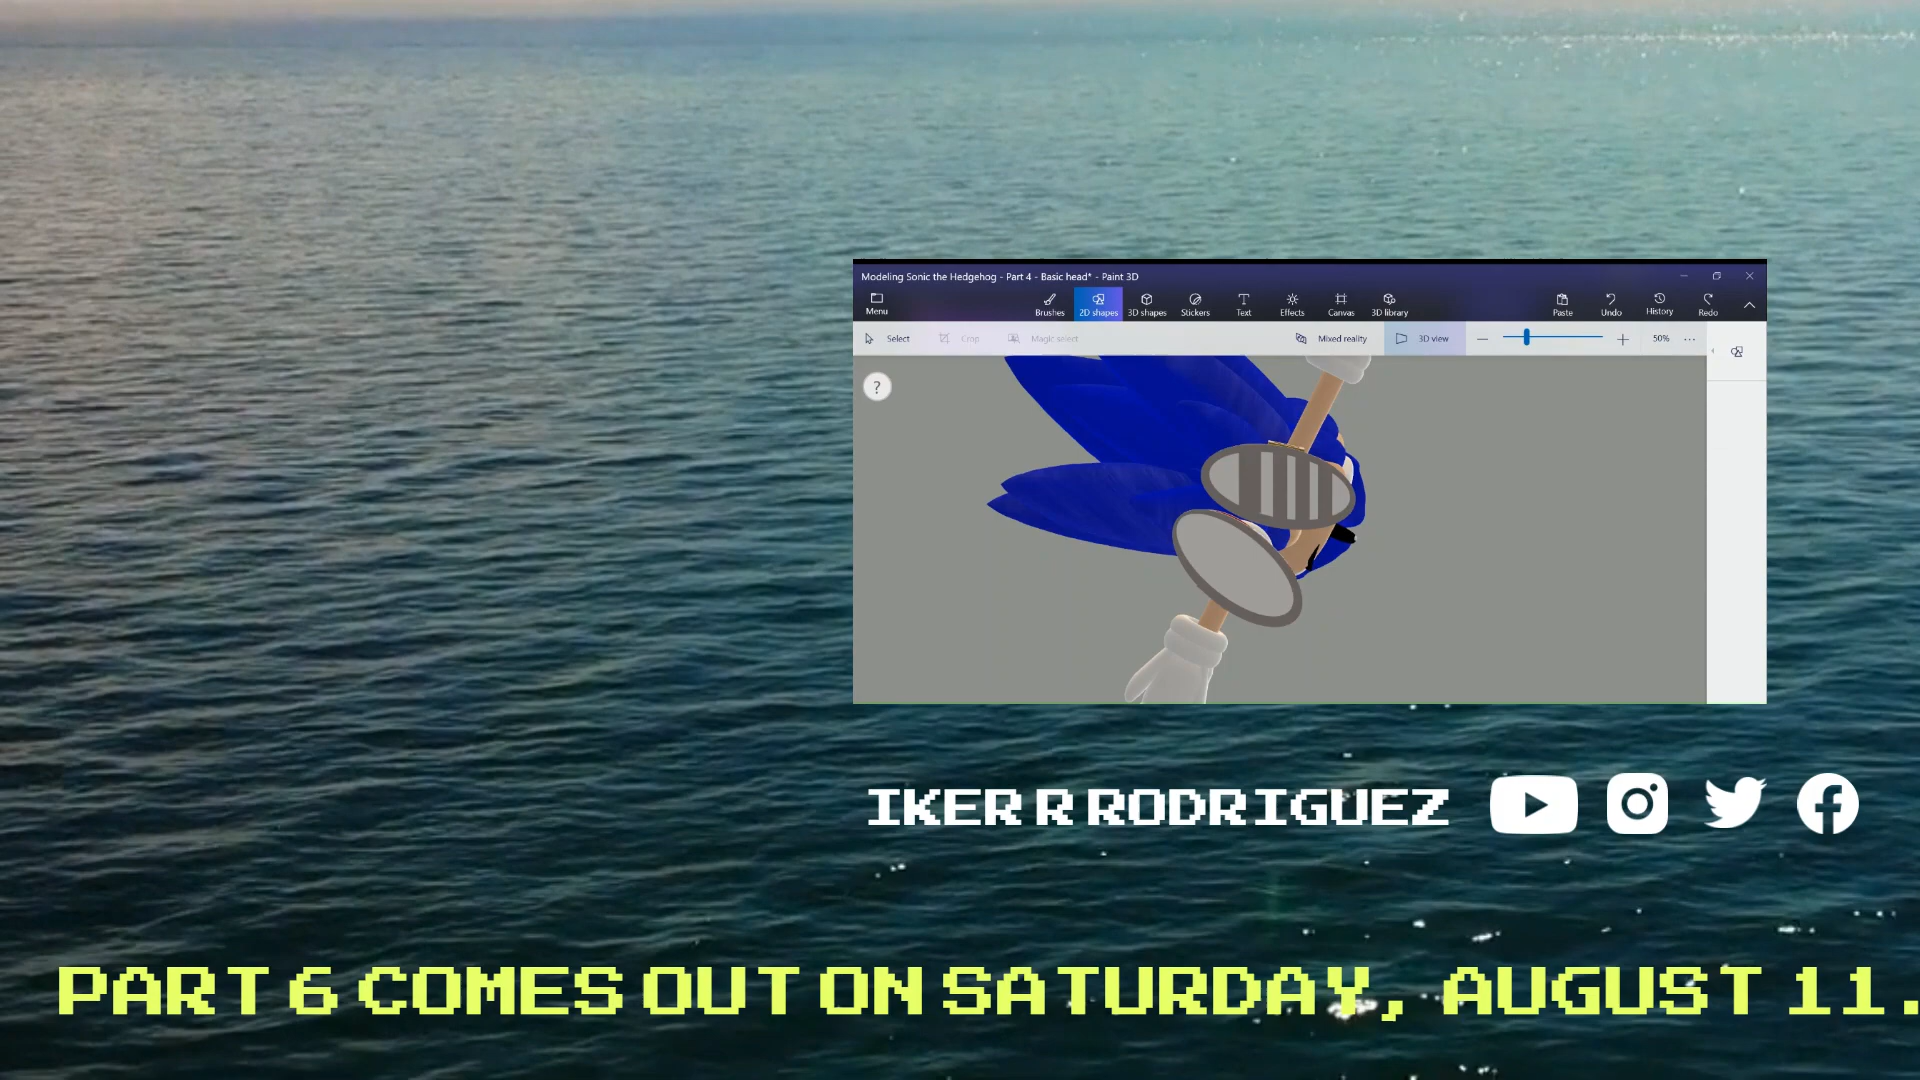 Modeling Sonic the Hedgehog - Part 4 - Basic head* - Paint 3D
Menu Brushes 2D shapes 3D shapes Stickers Text Effects Canvas 3D library Paste Undo History Redo
Select Crop Magic select Mixed reality 3D view 50%
?
IKER R RODRIGUEZ
PART 6 COMES OUT ON SATURDAY, AUGUST 11.